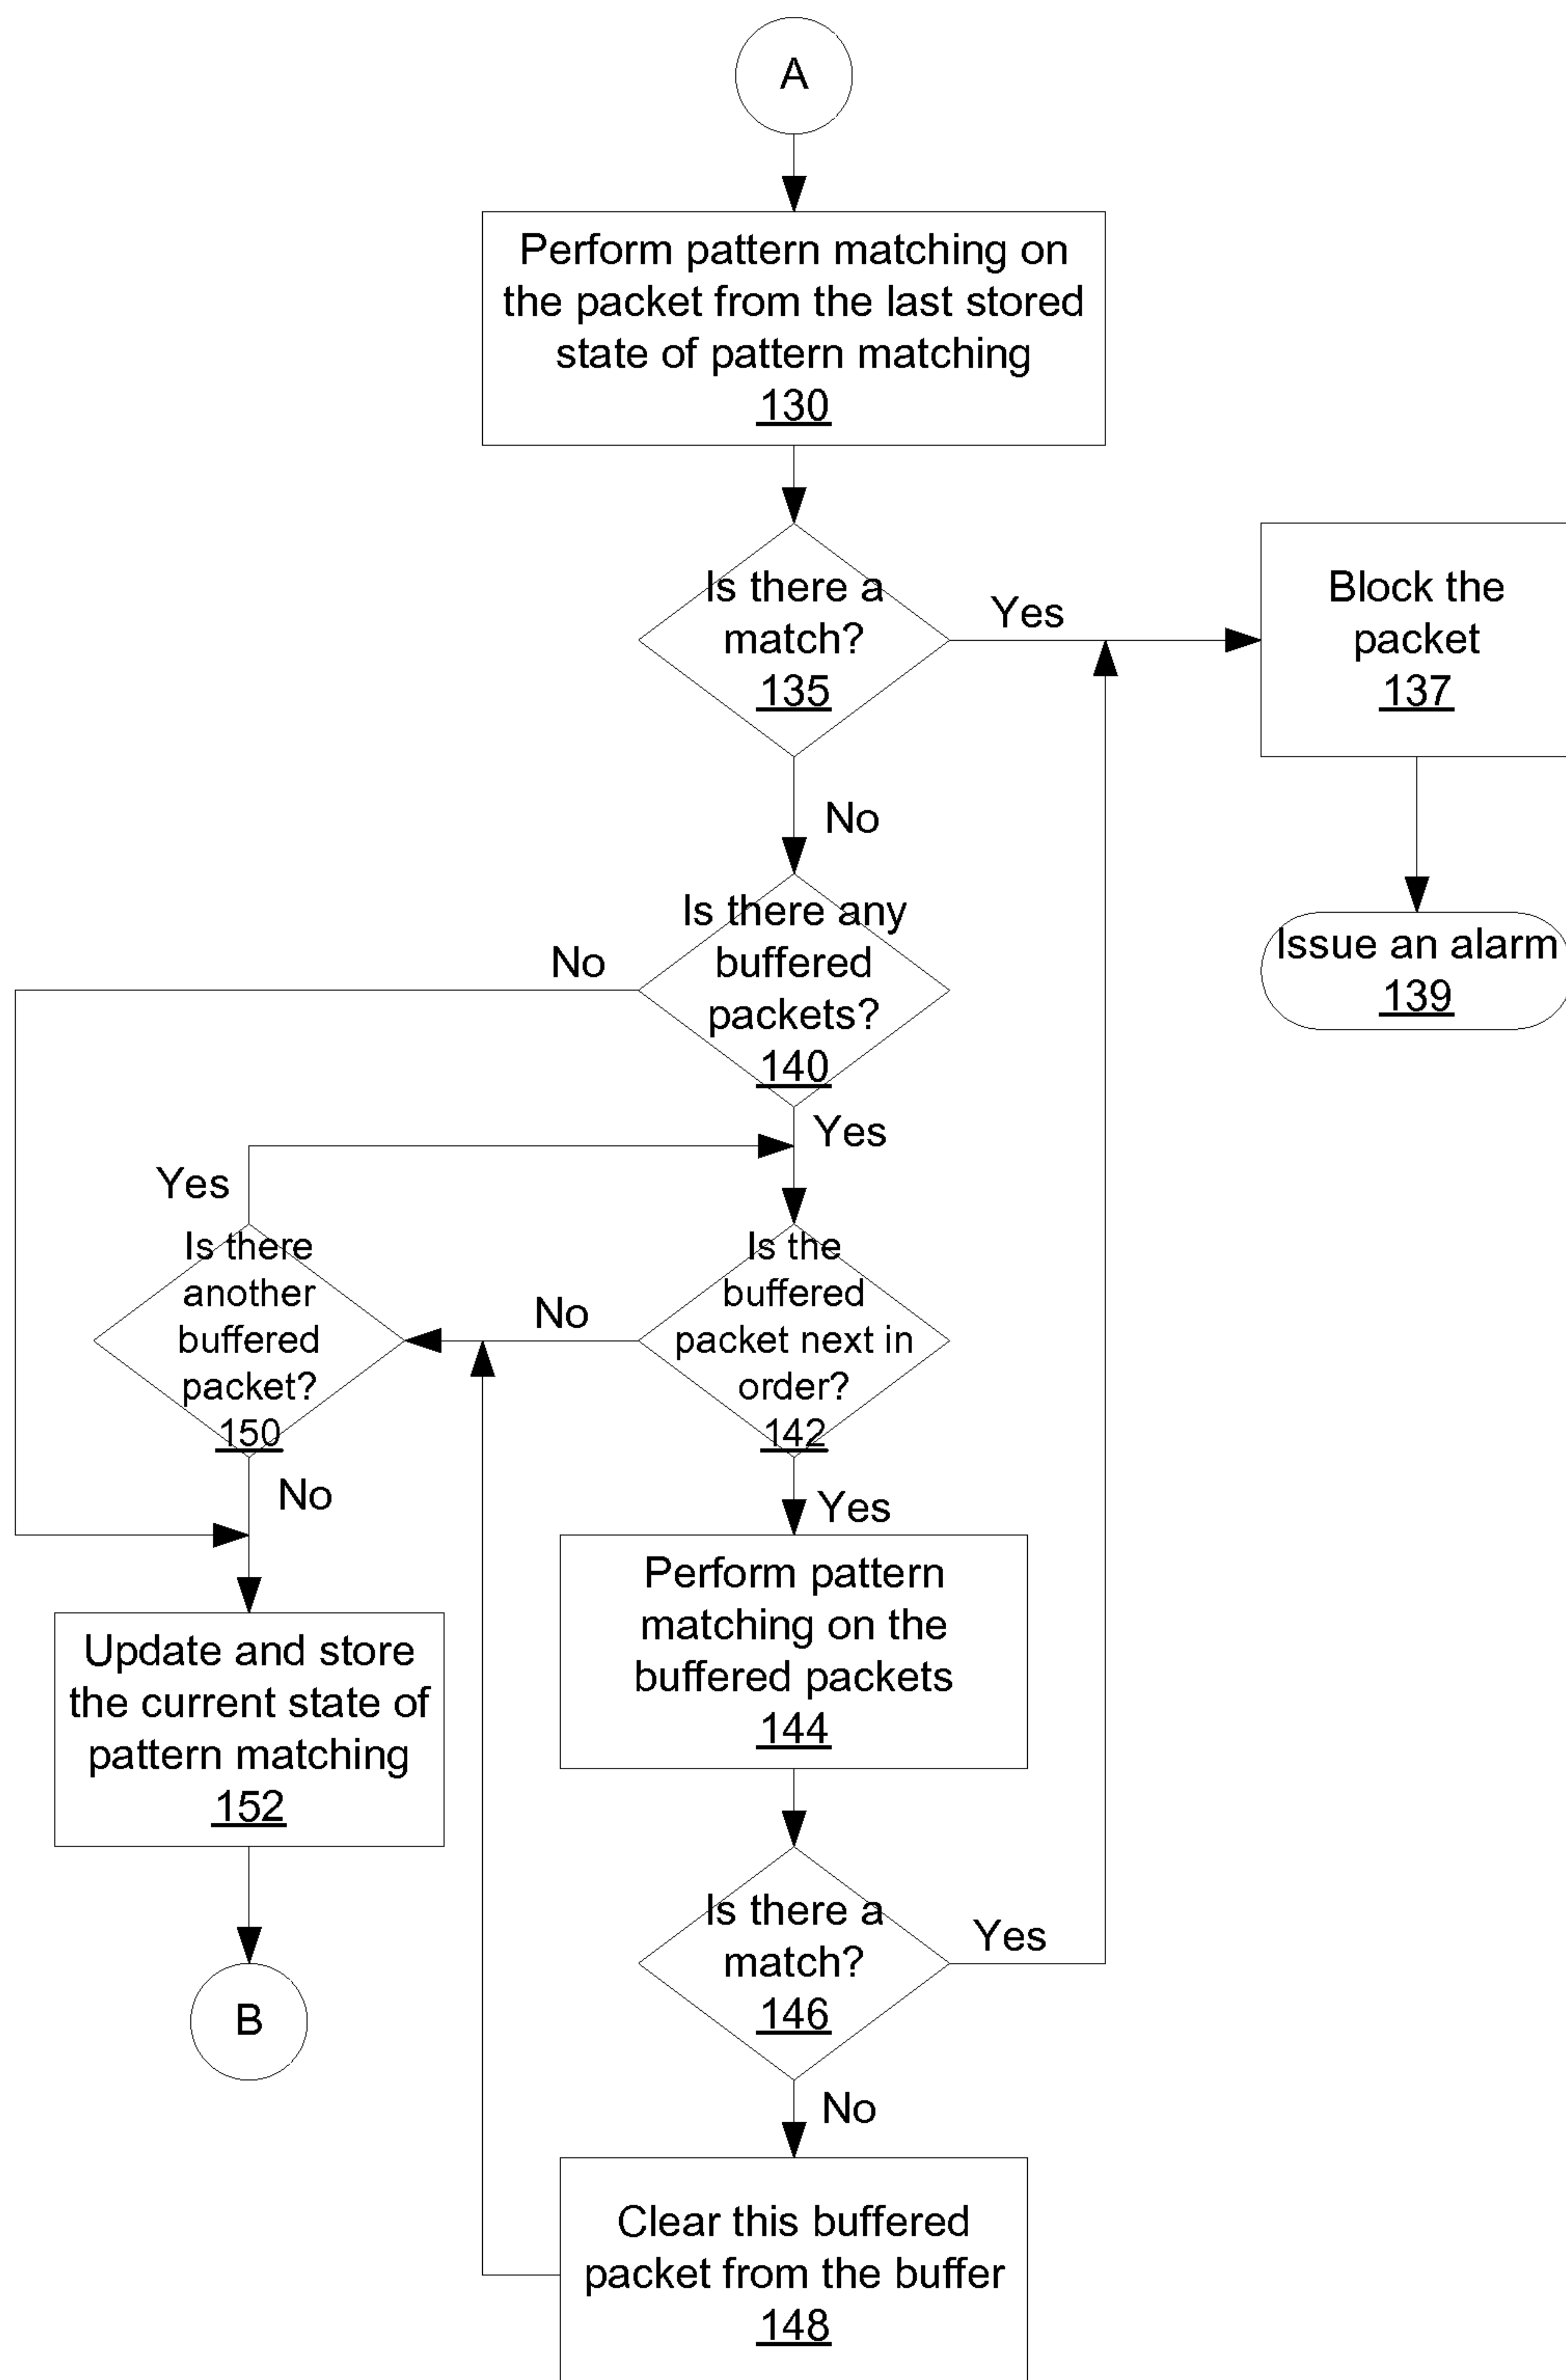 A
Perform pattern matching on
the packet from the last stored
state of pattern matching
130
Is there a
match?
135
Yes
Block the
packet
137
No
Issue an alarm
139
Is there any
buffered
packets?
140
No
Yes
Yes
Is there
another
buffered
packet?
150
No
Is the
buffered
packet next in
order?
142
No
Yes
Update and store
the current state of
pattern matching
152
Perform pattern
matching on the
buffered packets
144
B
Is there a
match?
146
Yes
No
Clear this buffered
packet from the buffer
148